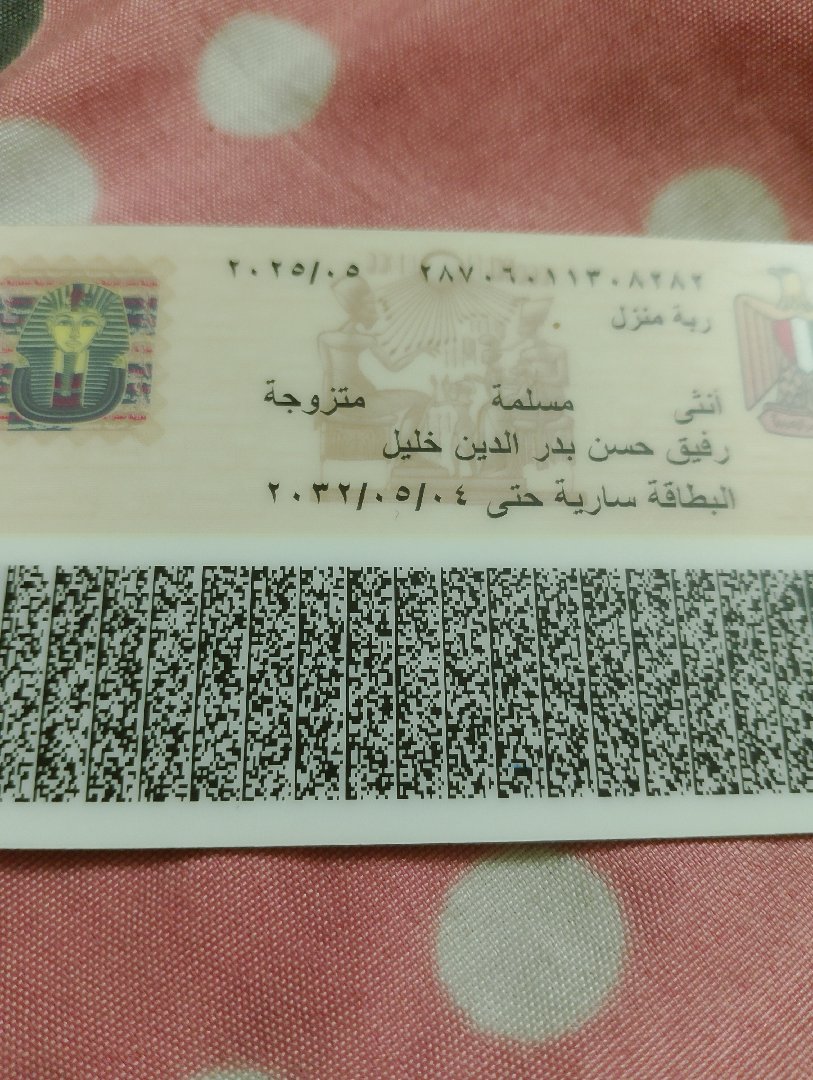 ٢٨٧٠٦٠١١٣٠٨٢٨٢ ٢٠٢٥/٠٥
ربة منزل
أنثى مسلمة متزوجة
رفيق حسن بدر الدين خليل
البطاقة سارية حتى ٢٠٣٢/٠٥/٠٤